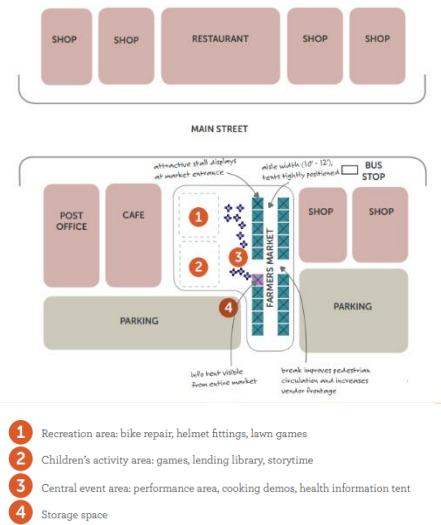 SHOP
SHOP
RESTAURANT
SHOP
SHOP
MAIN STREET
attractive stall displays
at market entrance
aisle width (10' - 12'),
tents tightly positioned
BUS
STOP
POST
OFFICE
CAFE
1
2
3
4
FARMERS MARKET
SHOP
SHOP
PARKING
PARKING
info tent visible
from entire market
break improves pedestrian
circulation and increases
vendor frontage
1 Recreation area: bike repair, helmet fittings, lawn games
2 Children's activity area: games, lending library, storytime
3 Central event area: performance area, cooking demos, health information tent
4 Storage space